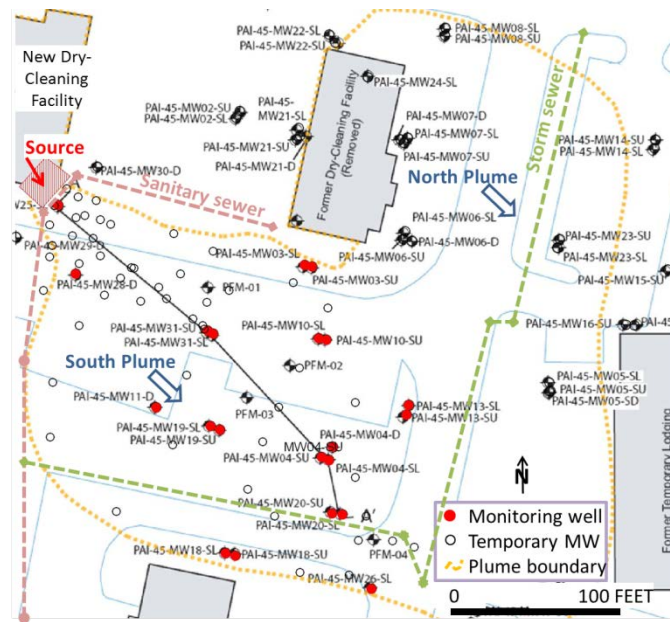 PAI-45-MW22-SL
PAI-45-MW22-SU
PAI-45-MW08-SL
PAI-45-MW08-SU
New Dry-
Cleaning
Facility
PAI-45-MW24-SL
PAI-45-MW02-SU
PAI-45-MW02-SL
PAI-45-
MW21-SL
PAI-45-MW21-SU
PAI-45-
MW21-D
Former Dry-Cleaning Facility
(Removed)
PAI-45-MW07-D
PAI-45-MW07-SL
PAI-45-MW07-SU
PAI-45-MW14-SU
PAI-45-MW14-SL
Storm sewer
North Plume
Source
A
PAI-45-MW30-D
Sanitary sewer
W25-
PAI-45-MW06-SL
PAI-45-MW06-D
PAI-45-MW06-SU
PAI-45-MW23-SU
PAI-45-MW23-SL
PAI-45-MW15-SU
PAI-45-MW29-D
PAI-45-MW03-SL
PAI-45-MW03-SU
PAI-45-MW28-D
PFM-01
PAI-45-MW31-SU
PAI-45-MW31-SL
PAI-45-MW10-SL
PAI-45-MW10-SU
PAI-45-MW16-SU
PAI-45-
South Plume
PFM-02
PAI-45-MW11-D
PFM-03
PAI-45-MW05-SL
PAI-45-MW05-SU
PAI-45-MW05-SD
PAI-45-MW13-SL
PAI-45-MW13-SU
PAI-45-MW19-SL
PAI-45-MW19-SU
PAI-45-MW04-D
PAI-45-MW04-SU
PAI-45-MW04-SL
Former Temporary Lodging
N
PAI-45-MW20-SU
PAI-45-MW20-SL
A'
PFM-04
PAI-45-MW18-SL
PAI-45-MW18-SU
PAI-45-MW26-SL
Monitoring well
Temporary MW
Plume boundary
0
100 FEET